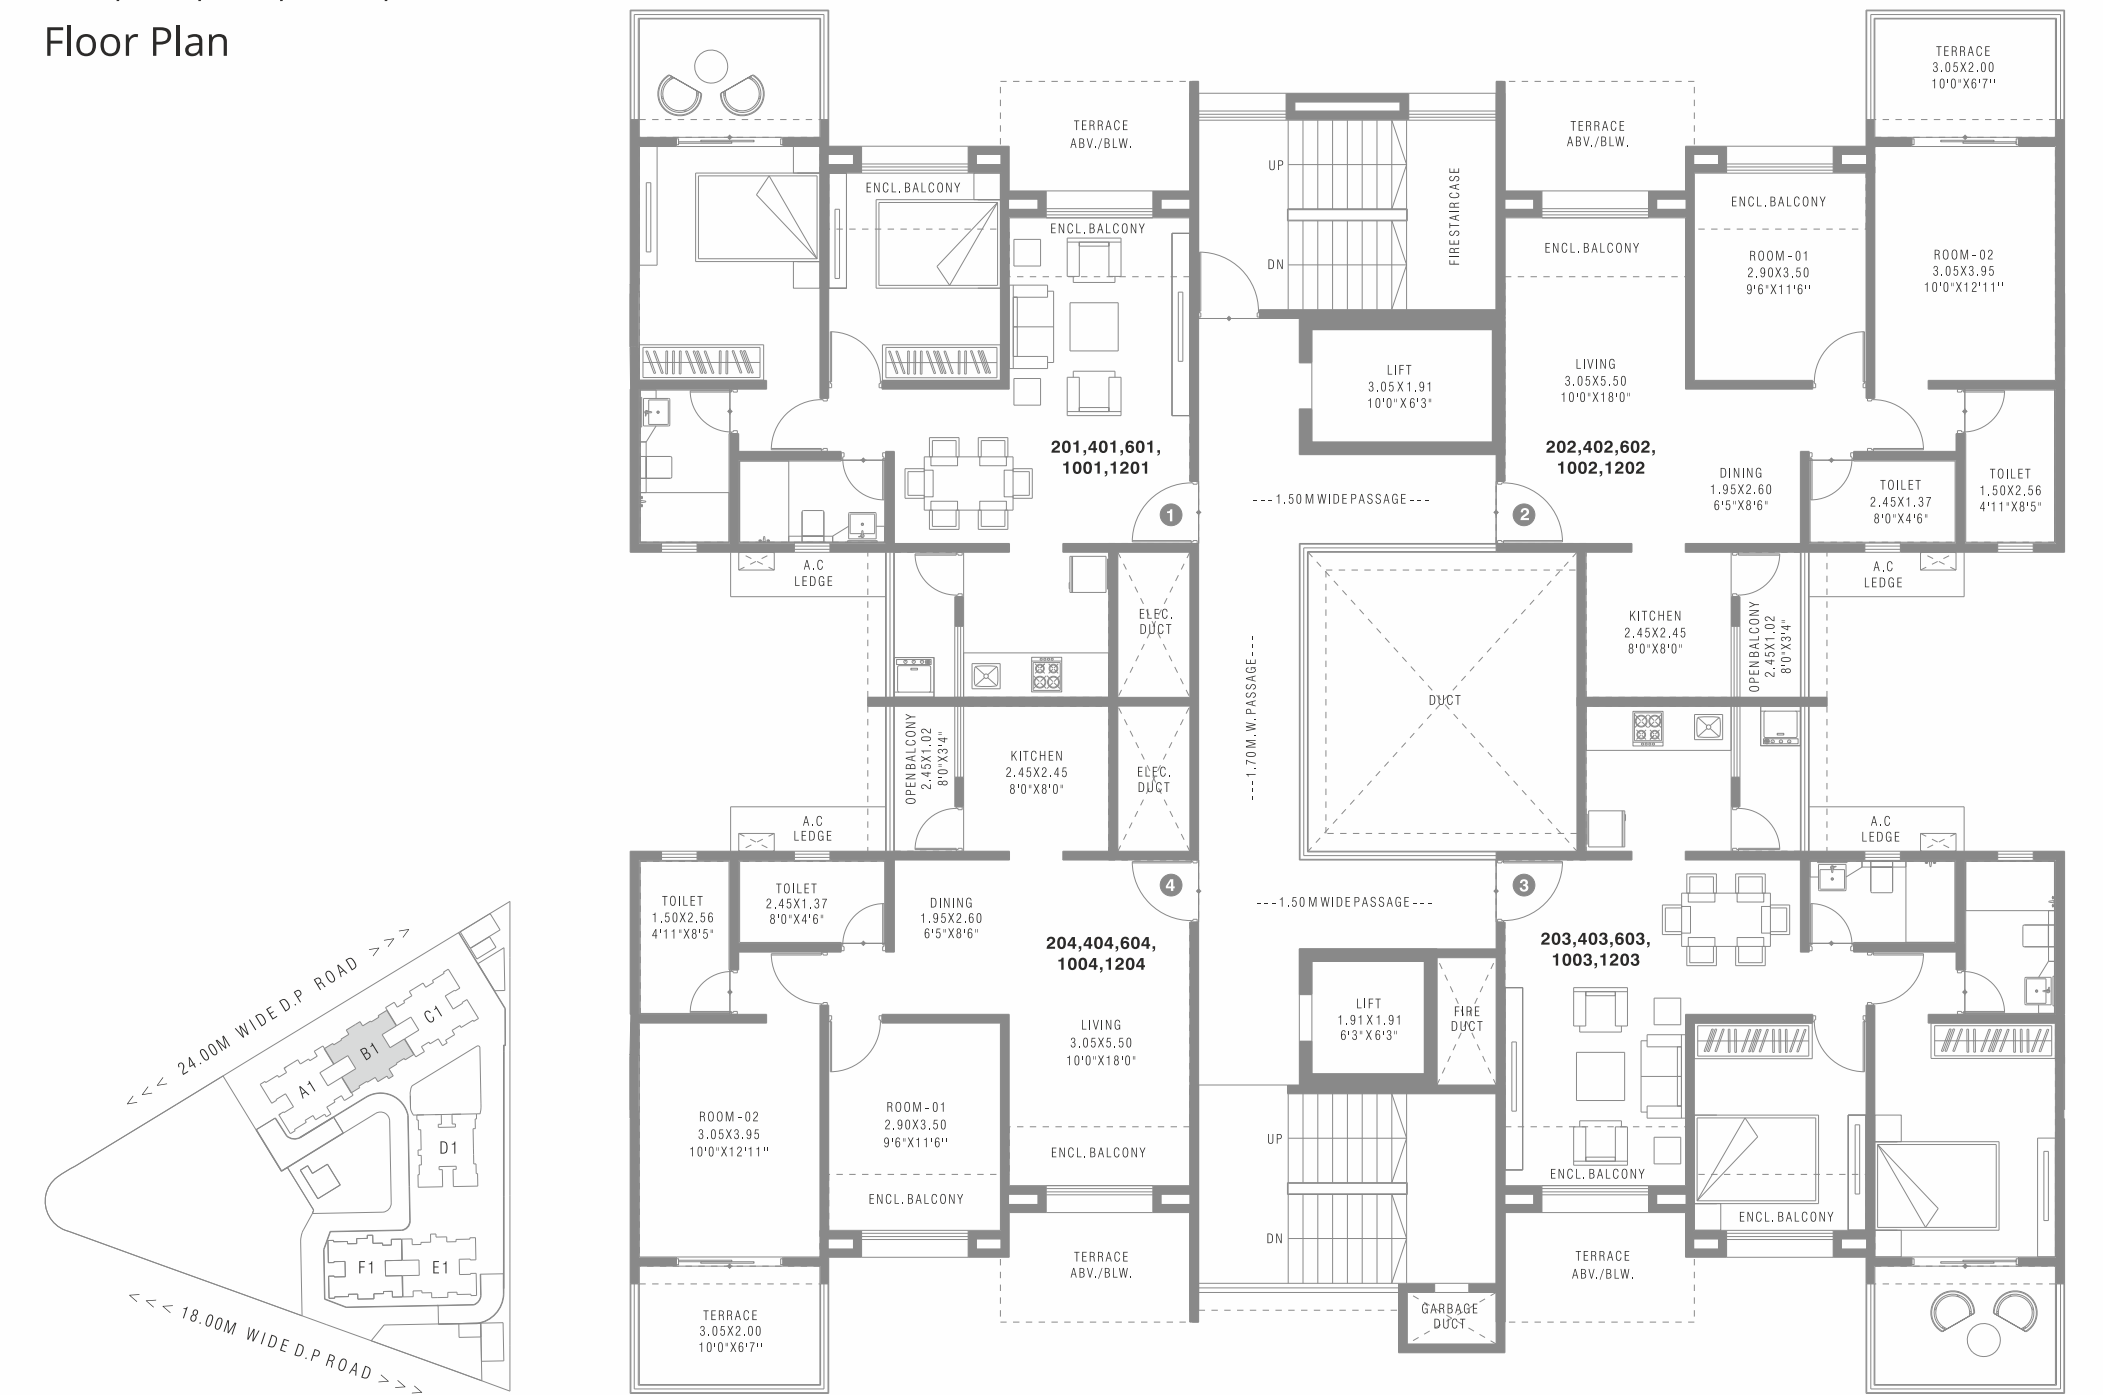 Floor Plan
TERRACE
3.05X2.00
10'0"X6'7"
TERRACE
ABV./BLW.
TERRACE
ABV./BLW.
UP
DN
FIRE STAIRCASE
ENCL. BALCONY
ENCL. BALCONY
ENCL. BALCONY
ENCL. BALCONY
ROOM-01
2.90X3.50
9'6"X11'6"
ROOM-02
3.05X3.95
10'0"X12'11"
LIFT
3.05X1.91
10'0"X6'3"
LIVING
3.05X5.50
10'0"X18'0"
201,401,601,
1001,1201
202,402,602,
1002,1202
DINING
1.95X2.60
6'5"X8'6"
TOILET
2.45X1.37
8'0"X4'6"
TOILET
1.50X2.56
4'11"X8'5"
1
---1.50 M WIDE PASSAGE---
2
A.C
LEDGE
ELEC.
DUCT
KITCHEN
2.45X2.45
8'0"X8'0"
OPEN BALCONY
2.45X1.02
8'0"X3'4"
A.C
LEDGE
---1.70 M.W. PASSAGE---
DUCT
OPEN BALCONY
2.45X1.02
8'0"X3'4"
KITCHEN
2.45X2.45
8'0"X8'0"
ELEC.
DUCT
A.C
LEDGE
A.C
LEDGE
TOILET
1.50X2.56
4'11"X8'5"
TOILET
2.45X1.37
8'0"X4'6"
DINING
1.95X2.60
6'5"X8'6"
4
---1.50 M WIDE PASSAGE---
3
204,404,604,
1004,1204
203,403,603,
1003,1203
LIVING
3.05X5.50
10'0"X18'0"
LIFT
1.91X1.91
6'3"X6'3"
FIRE
DUCT
ROOM-02
3.05X3.95
10'0"X12'11"
ROOM-01
2.90X3.50
9'6"X11'6"
UP
DN
ENCL. BALCONY
ENCL. BALCONY
ENCL. BALCONY
ENCL. BALCONY
TERRACE
ABV./BLW.
TERRACE
ABV./BLW.
GARBAGE
DUCT
TERRACE
3.05X2.00
10'0"X6'7"
<<< 24.00M WIDE D.P ROAD >>>
C1
B1
A1
D1
F1
E1
<<< 18.00M WIDE D.P ROAD >>>